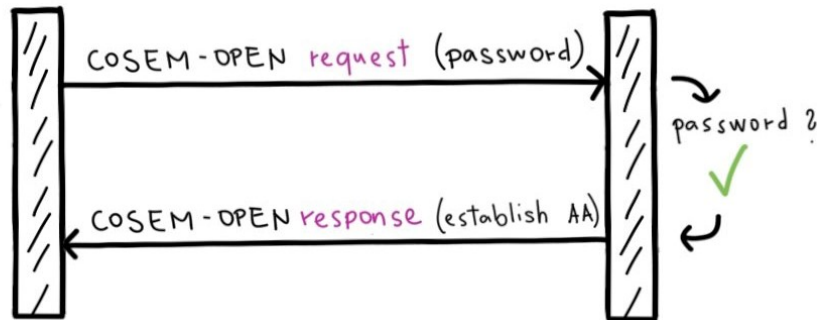 COSEM-OPEN request (password)
password ?
COSEM-OPEN response (establish AA)